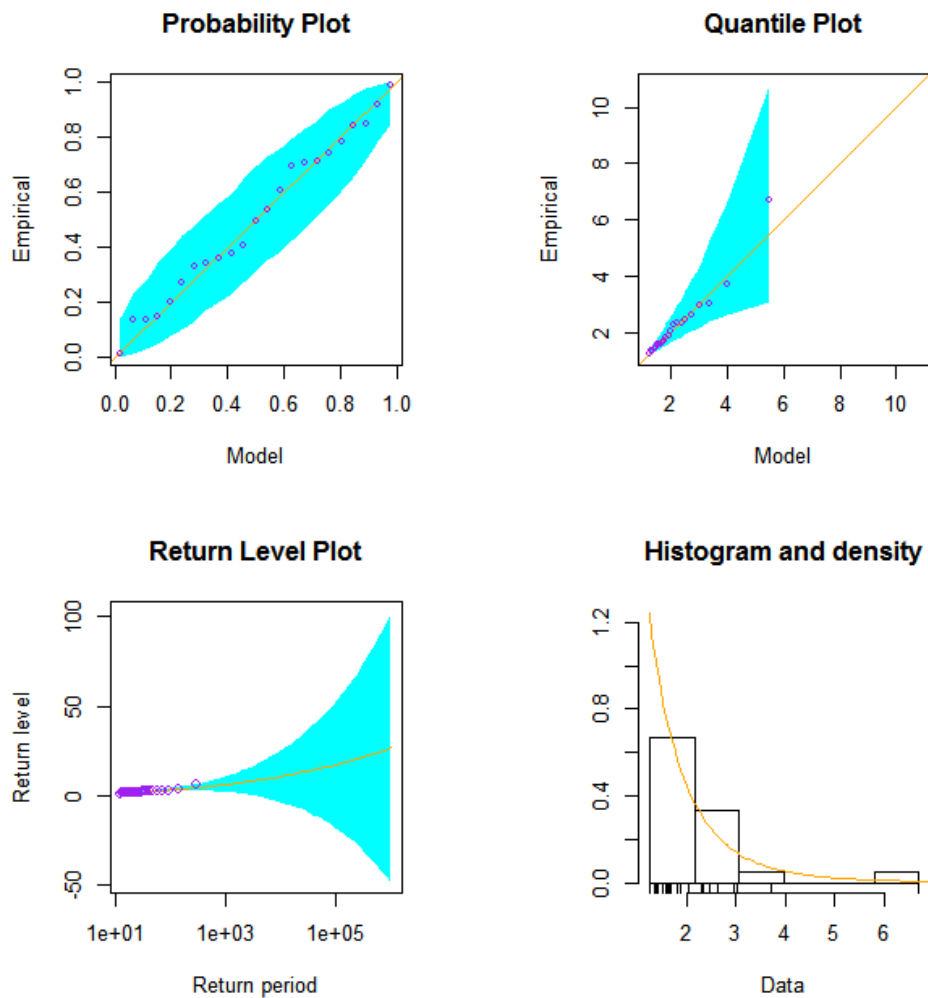 Probability Plot
Empirical
0.0 0.2 0.4 0.6 0.8 1.0
0.0 0.2 0.4 0.6 0.8 1.0
Model
Quantile Plot
Empirical
2 4 6 8 10
2 4 6 8 10
Model
Return Level Plot
Return level
-50 0 50 100
1e+01 1e+03 1e+05
Return period
Histogram and density
0.0 0.4 0.8 1.2
2 3 4 5 6
Data